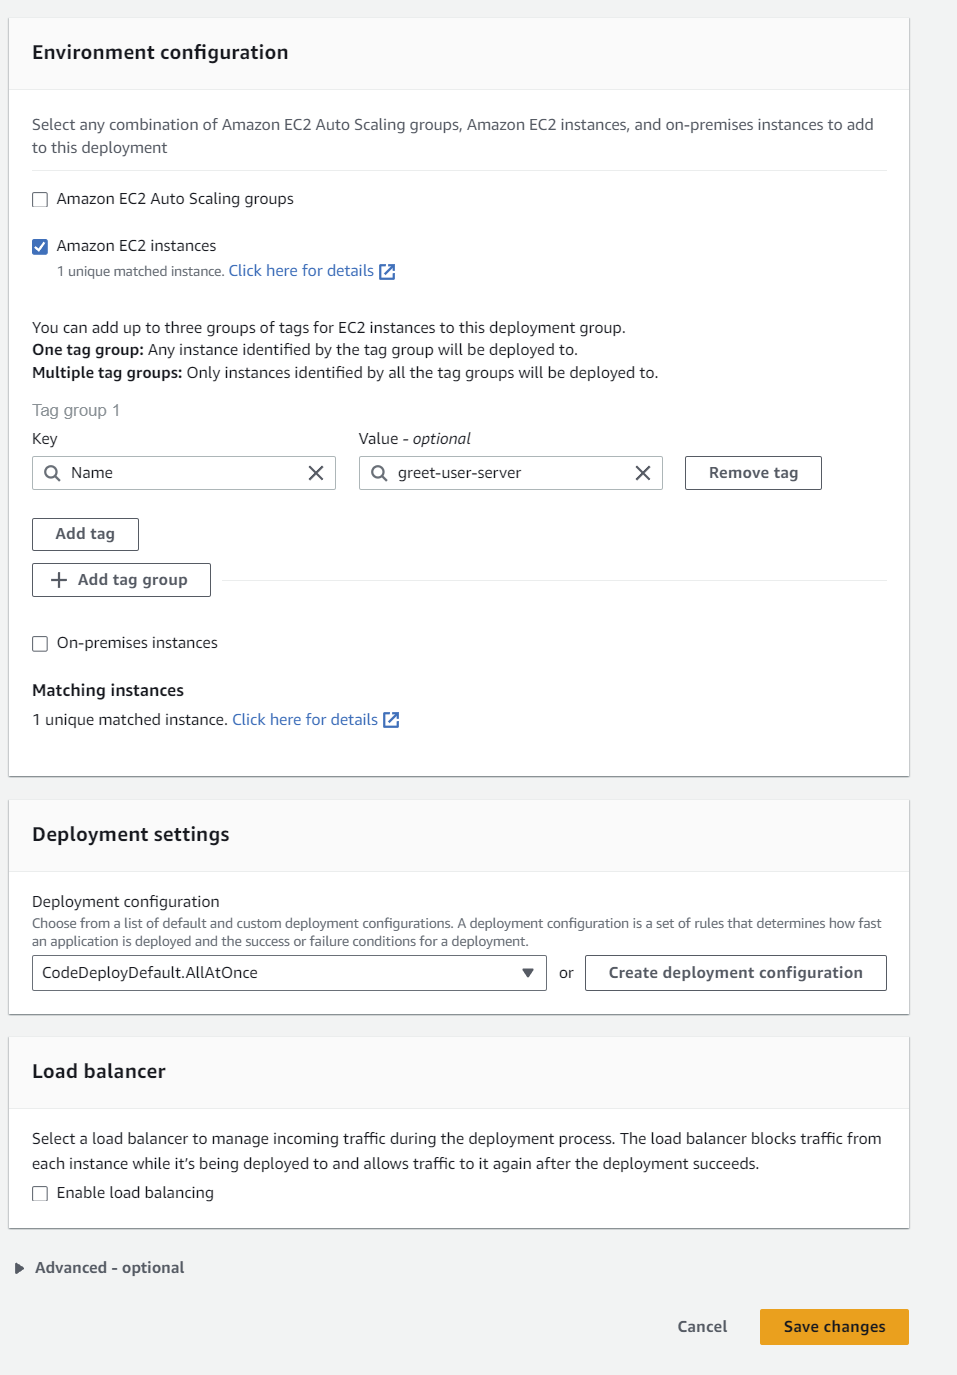 Environment configuration
Select any combination of Amazon EC2 Auto Scaling groups, Amazon EC2 instances, and on-premises instances to add
to this deployment
Amazon EC2 Auto Scaling groups
Amazon EC2 instances
1 unique matched instance. Click here for details
You can add up to three groups of tags for EC2 instances to this deployment group.
One tag group: Any instance identified by the tag group will be deployed to.
Multiple tag groups: Only instances identified by all the tag groups will be deployed to.
Tag group 1
Key Value - optional
Name greet-user-server Remove tag
Add tag
Add tag group
On-premises instances
Matching instances
1 unique matched instance. Click here for details
Deployment settings
Deployment configuration
Choose from a list of default and custom deployment configurations. A deployment configuration is a set of rules that determines how fast
an application is deployed and the success or failure conditions for a deployment.
CodeDeployDefault.AllAtOnce or Create deployment configuration
Load balancer
Select a load balancer to manage incoming traffic during the deployment process. The load balancer blocks traffic from
each instance while it's being deployed to and allows traffic to it again after the deployment succeeds.
Enable load balancing
Advanced - optional
Cancel Save changes